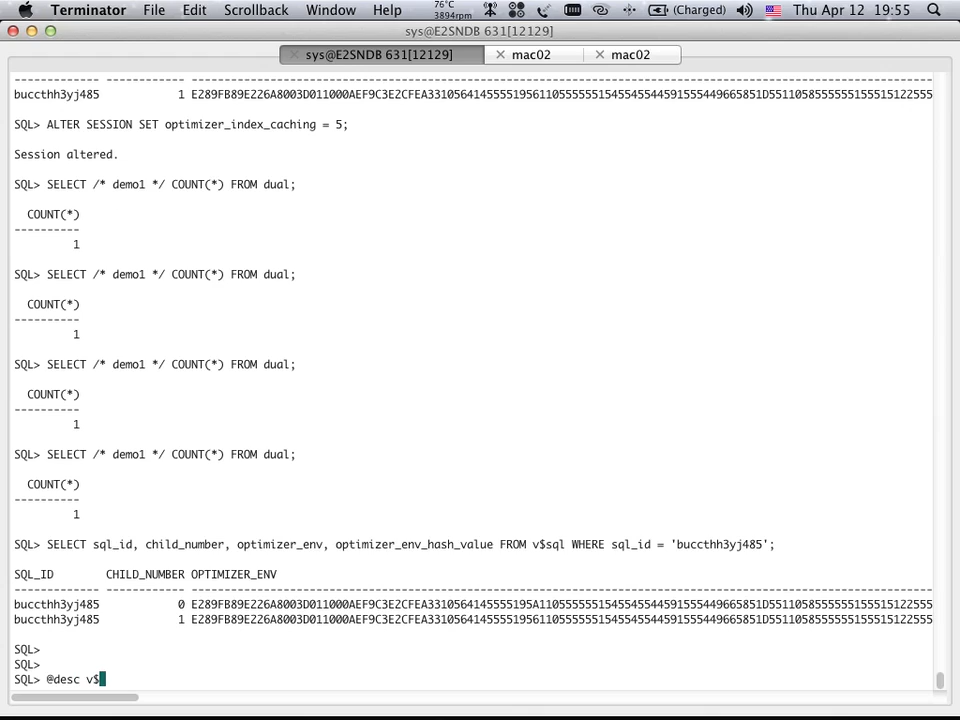 Terminator File Edit Scrollback Window Help 76°C 3894rpm (Charged) Thu Apr 12 19:55
sys@E2SNDB 631[12129]
sys@E2SNDB 631[12129] mac02 mac02
------------- ------------ --------------------------------------------------------------------------------
buccthh3yj485 1 E289FB89E226A8003D011000AEF9C3E2CFEA331056414555519561105555551545545544591555449665851D5511058555555155515122555
SQL> ALTER SESSION SET optimizer_index_caching = 5;
Session altered.
SQL> SELECT /* demo1 */ COUNT(*) FROM dual;
COUNT(*)
----------
1
SQL> SELECT /* demo1 */ COUNT(*) FROM dual;
COUNT(*)
----------
1
SQL> SELECT /* demo1 */ COUNT(*) FROM dual;
COUNT(*)
----------
1
SQL> SELECT /* demo1 */ COUNT(*) FROM dual;
COUNT(*)
----------
1
SQL> SELECT sql_id, child_number, optimizer_env, optimizer_env_hash_value FROM v$sql WHERE sql_id = 'buccthh3yj485';
SQL_ID CHILD_NUMBER OPTIMIZER_ENV
------------- ------------ --------------------------------------------------------------------------------
buccthh3yj485 0 E289FB89E226A8003D011000AEF9C3E2CFEA3310564145555195A11055555515455455445915554496658510D5511058555555155515122555
buccthh3yj485 1 E289FB89E226A8003D011000AEF9C3E2CFEA331056414555519561105555551545545544591555449665851D5511058555555155515122555
SQL>
SQL>
SQL> @desc v$